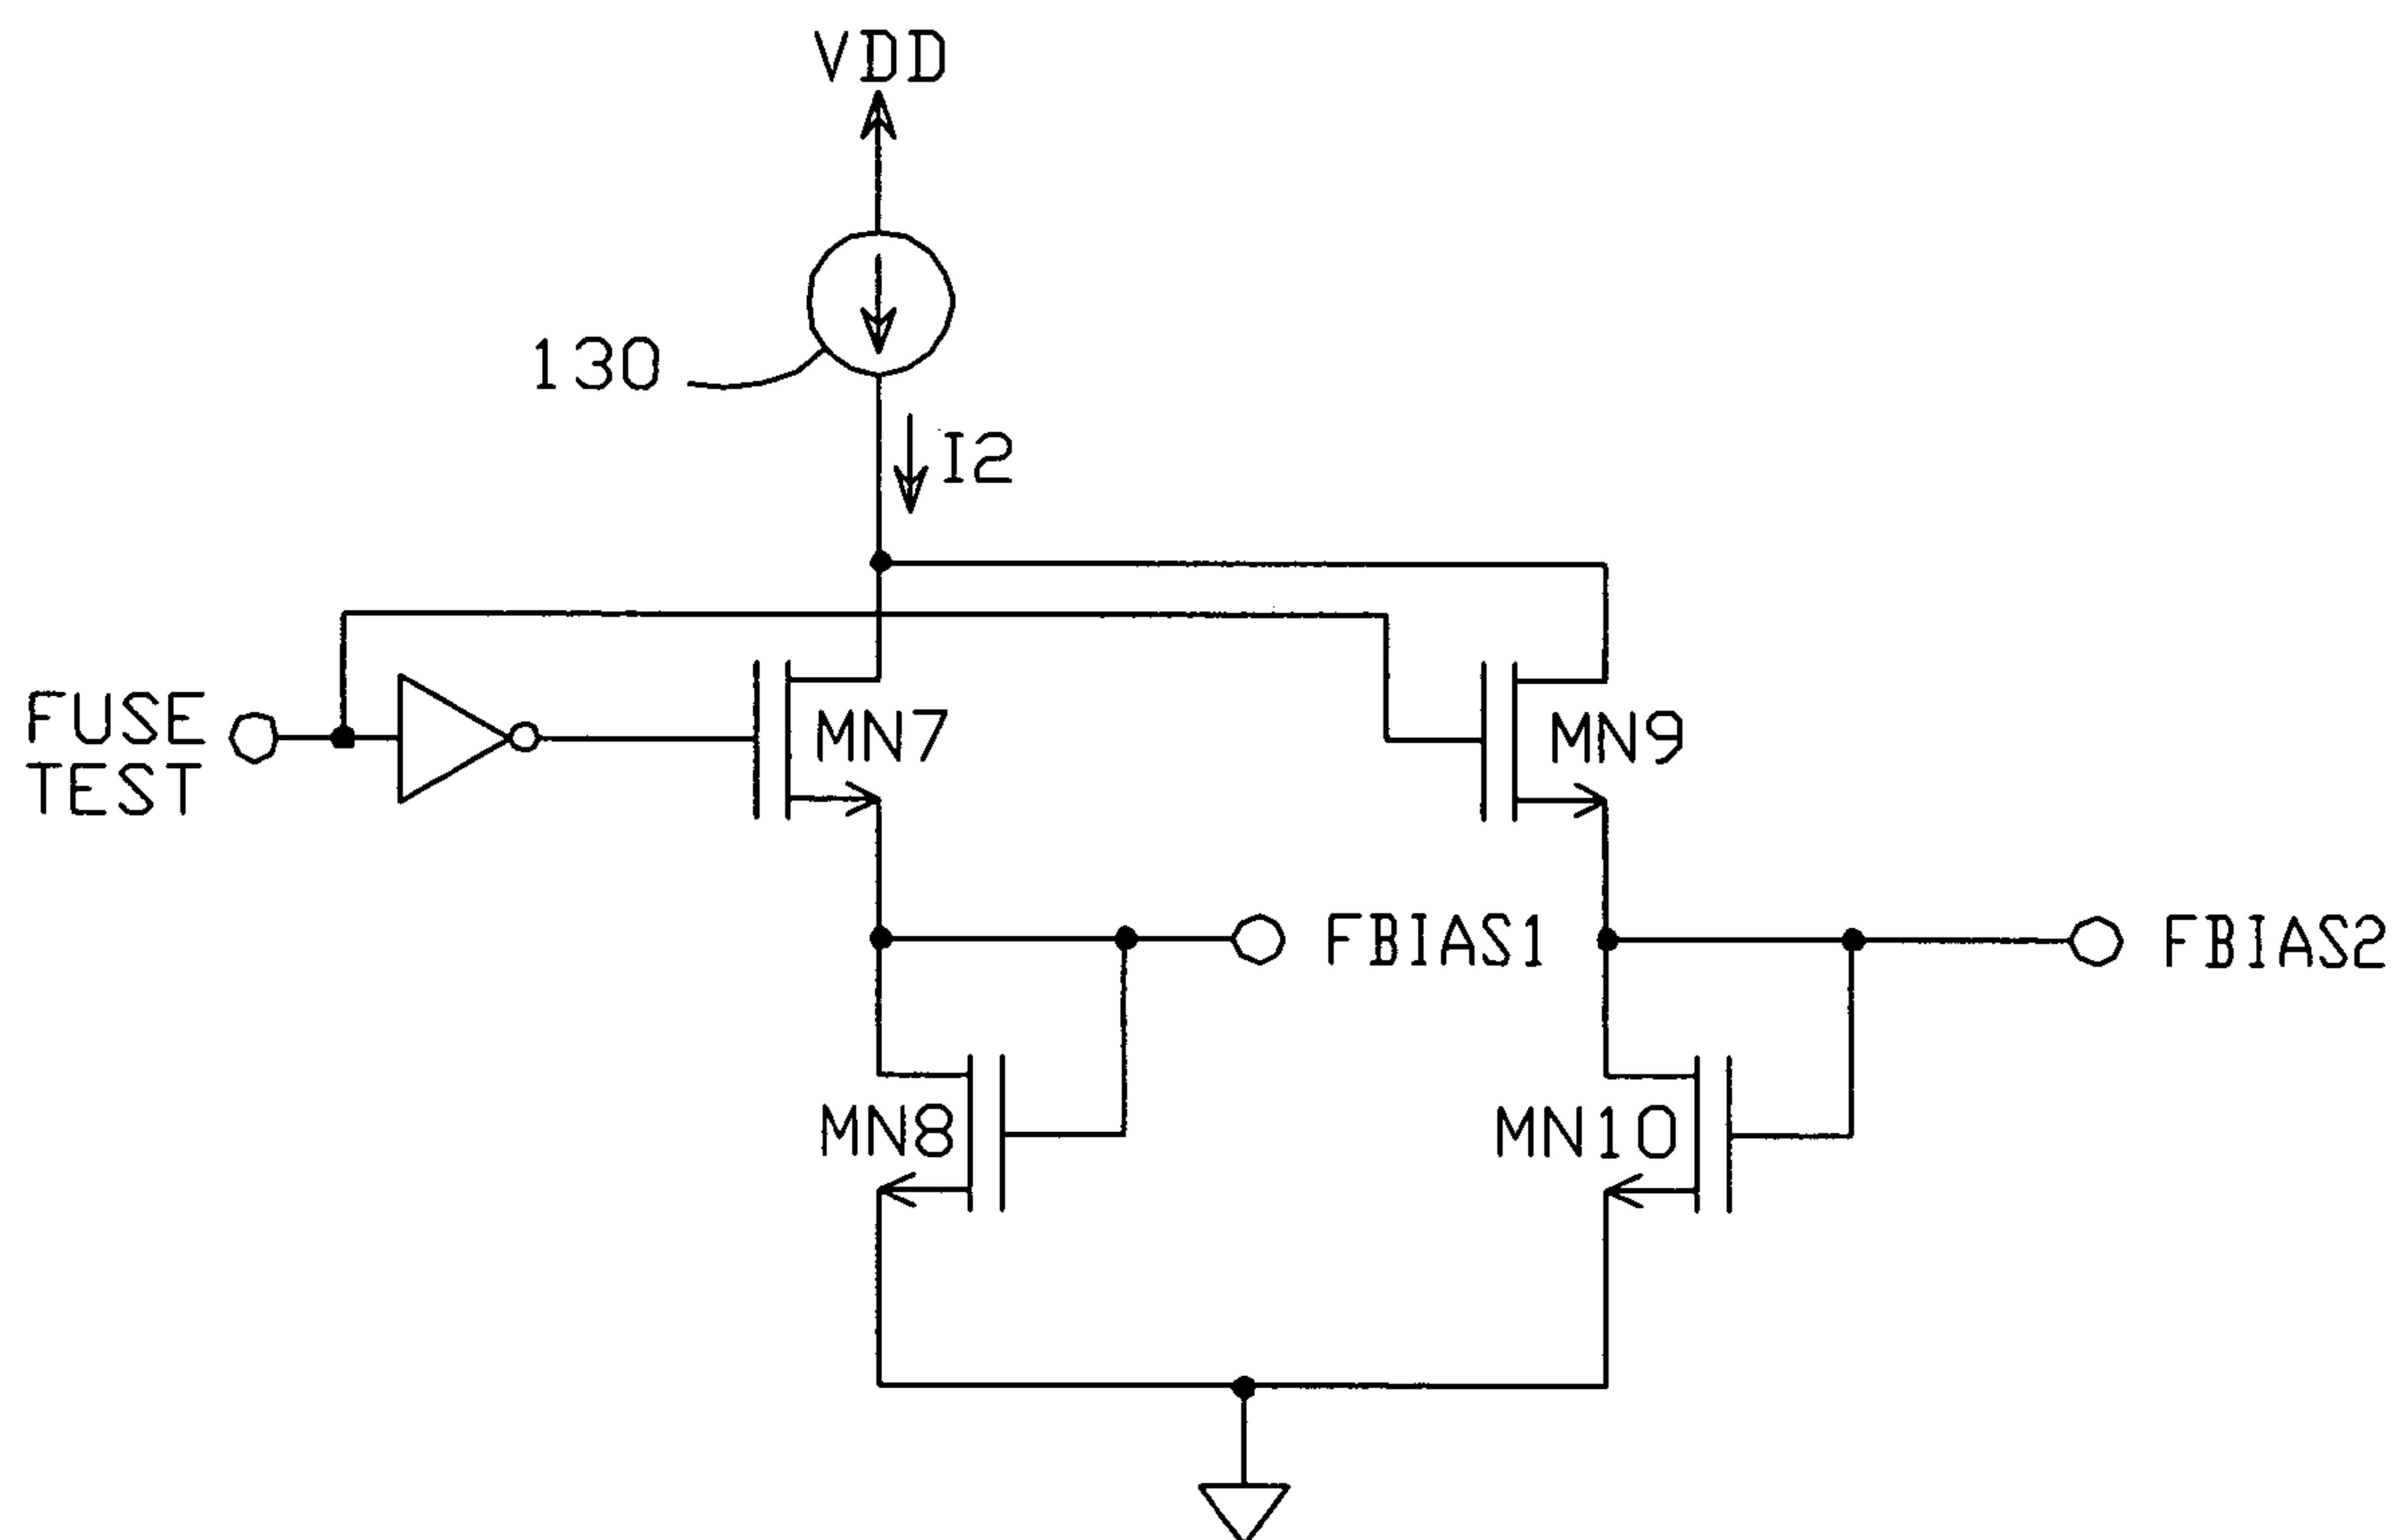 VDD
130
I2
FUSE
TEST
MN7
MN9
FBIAS1
FBIAS2
MN8
MN10